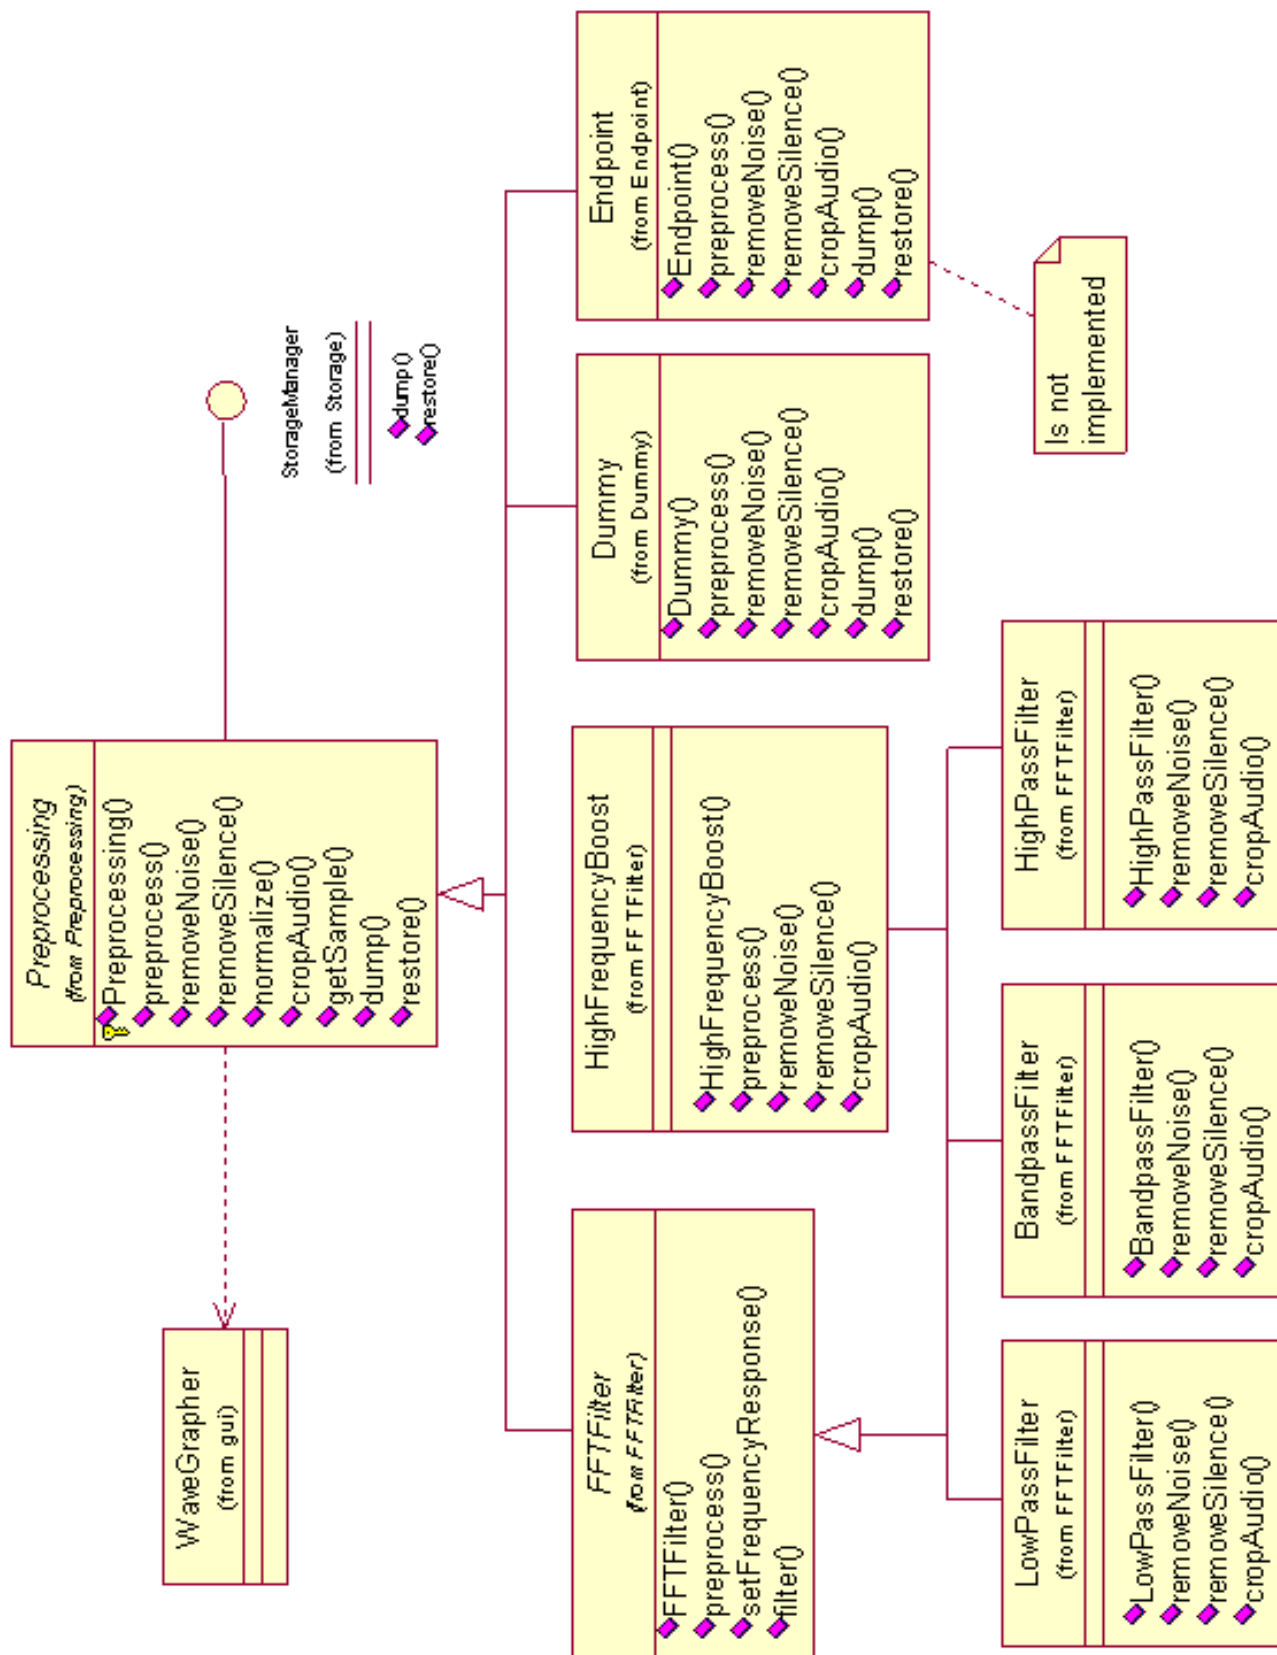 WaveGrapher
(from gui)
Preprocessing
(from Preprocessing)
Preprocessing()
preprocess()
removeNoise()
removeSilence()
normalize()
cropAudio()
getSample()
dump()
restore()
StorageManager
(from Storage)
dump()
restore()
FFTFilter
(from FFTFilter)
FFTFilter()
preprocess()
setFrequencyResponse()
filter()
HighFrequencyBoost
(from FFTFilter)
HighFrequencyBoost()
preprocess()
removeNoise()
removeSilence()
cropAudio()
Dummy
(from Dummy)
Dummy()
preprocess()
removeNoise()
removeSilence()
cropAudio()
dump()
restore()
Endpoint
(from Endpoint)
Endpoint()
preprocess()
removeNoise()
removeSilence()
cropAudio()
dump()
restore()
LowPassFilter
(from FFTFilter)
LowPassFilter()
removeNoise()
removeSilence()
cropAudio()
BandpassFilter
(from FFTFilter)
BandpassFilter()
removeNoise()
removeSilence()
cropAudio()
HighPassFilter
(from FFTFilter)
HighPassFilter()
removeNoise()
removeSilence()
cropAudio()
Is not
implemented